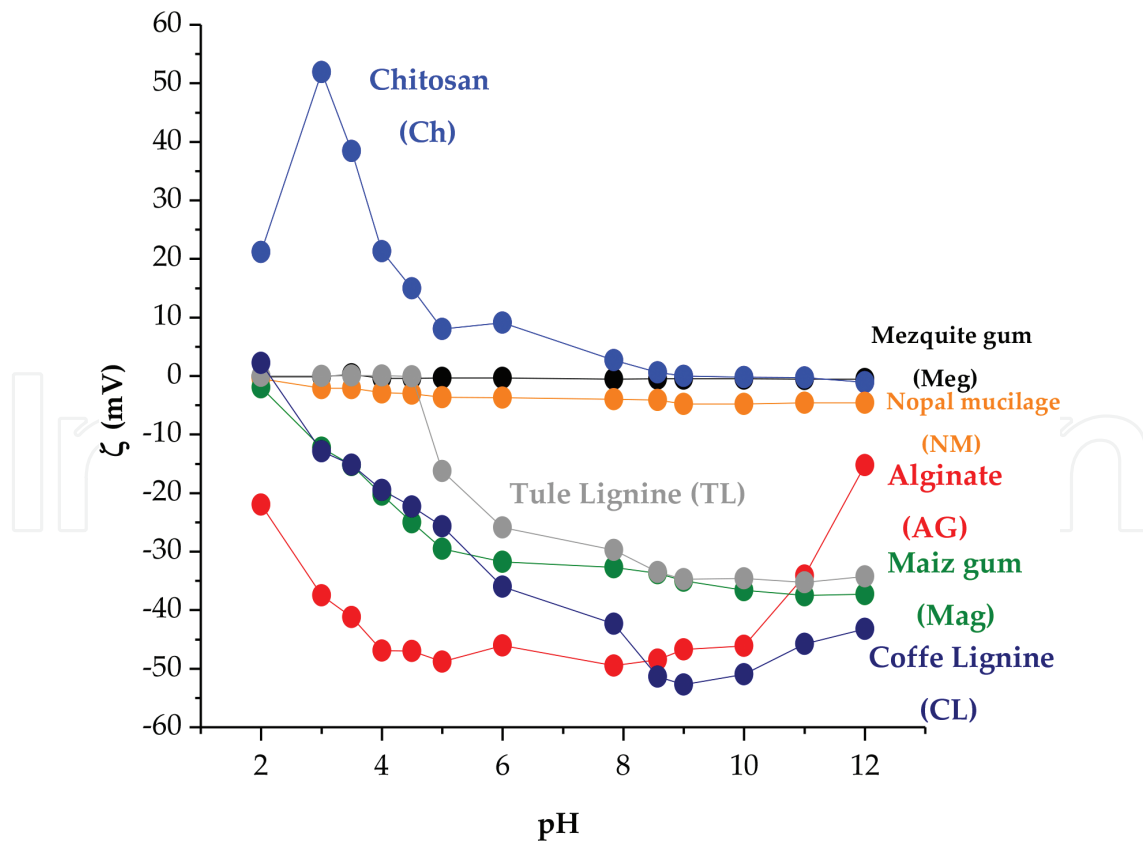 60
50
40
30
20
10
0
-10
-20
-30
-40
-50
-60
ζ (mV)
2
4
6
8
10
12
pH
Chitosan
(Ch)
Mezquite gum
(Meg)
Nopal mucilage
(NM)
Tule Lignine (TL)
Alginate
(AG)
Maiz gum
(Mag)
Coffe Lignine
(CL)